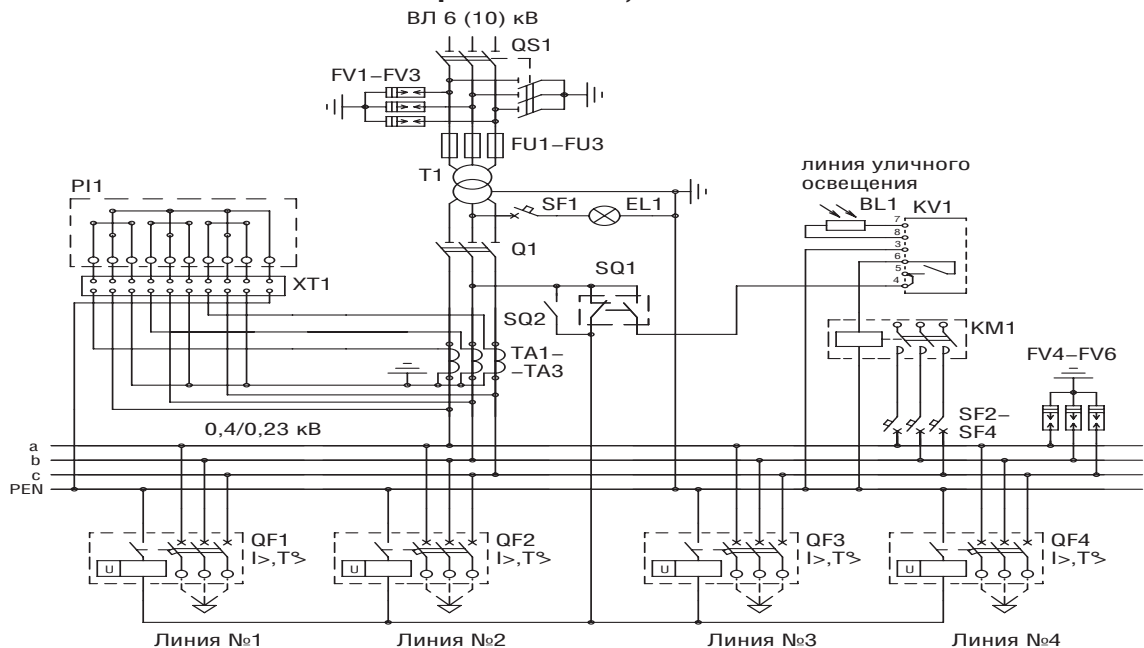 ВЛ 6 (10) кВ
QS1
FV1–FV3
FU1–FU3
T1
линия уличного
освещения
PI1
BL1
KV1
SF1
EL1
7
8
3
6
5
4
Q1
SQ1
XT1
SQ2
KM1
TA1–
–TA3
FV4–FV6
SF2–
SF4
0,4/0,23 кВ
a
b
c
PEN
QF1
I>,T>
U
QF2
I>,T>
U
QF3
I>,T>
U
QF4
I>,T>
U
Линия №1
Линия №2
Линия №3
Линия №4